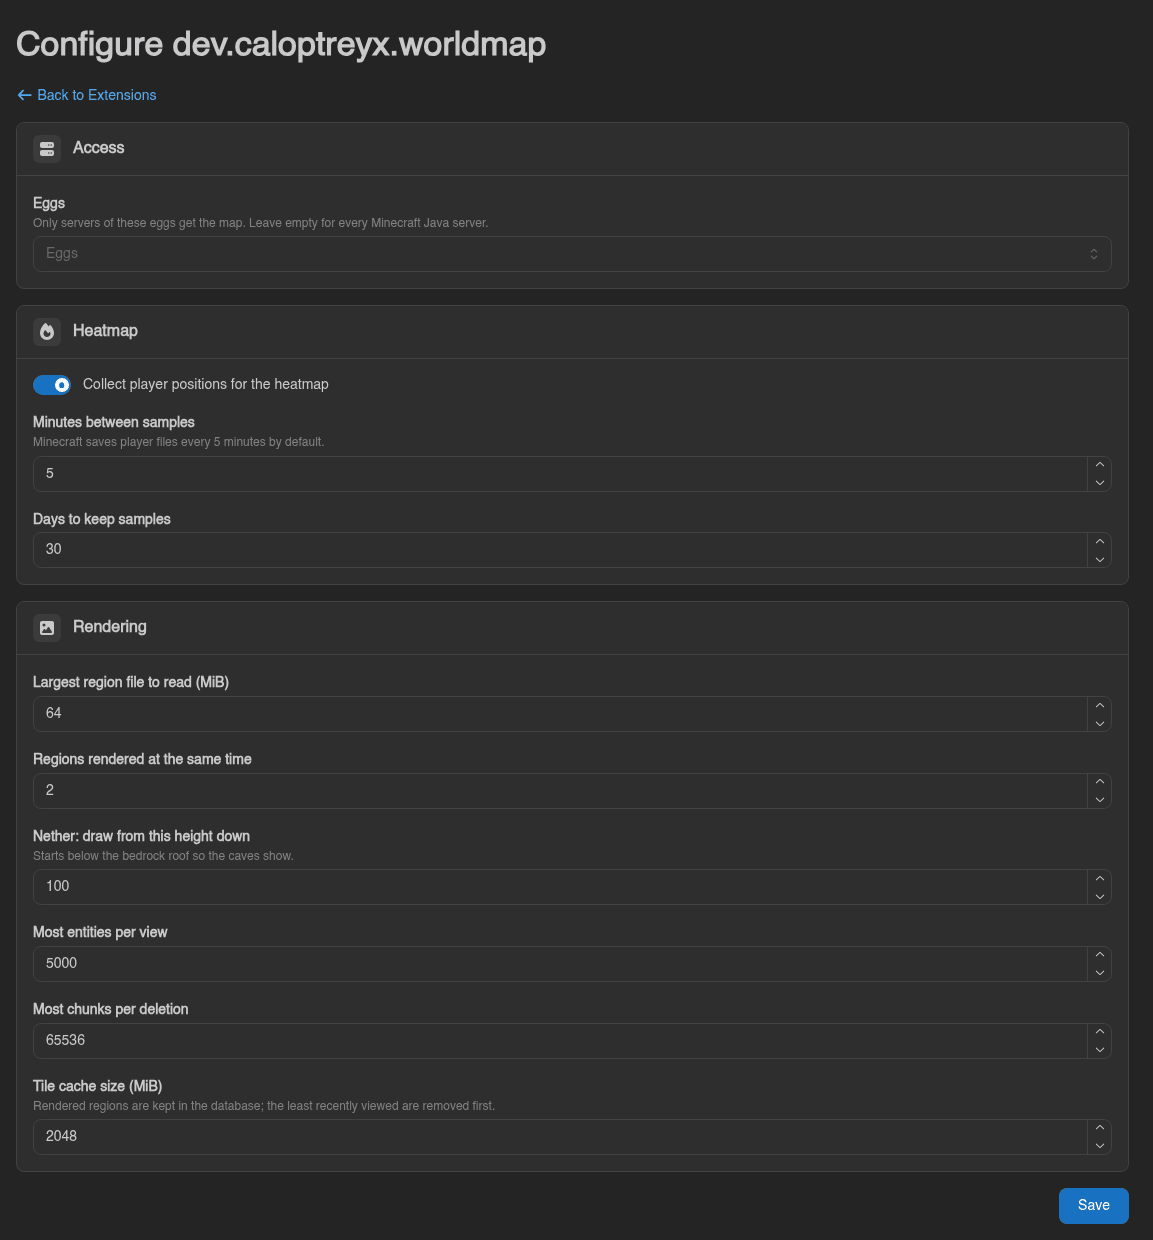 Configure dev.caloptreyx.worldmap
Back to Extensions
Access
Eggs
Only servers of these eggs get the map. Leave empty for every Minecraft Java server.
Eggs
Heatmap
Collect player positions for the heatmap
Minutes between samples
Minecraft saves player files every 5 minutes by default.
5
Days to keep samples
30
Rendering
Largest region file to read (MiB)
64
Regions rendered at the same time
2
Nether: draw from this height down
Starts below the bedrock roof so the caves show.
100
Most entities per view
5000
Most chunks per deletion
65536
Tile cache size (MiB)
Rendered regions are kept in the database; the least recently viewed are removed first.
2048
Save